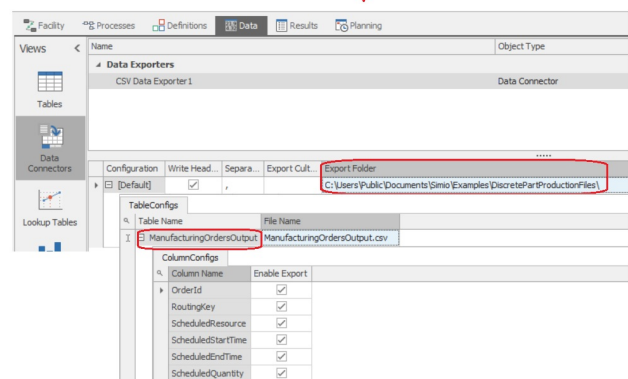 Facility Processes Definitions Data Results Planning
Views <
Name Object Type
Data Exporters
CSV Data Exporter1 Data Connector
Tables
Data
Connectors
Configuration Write Head... Separa... Export Cult... Export Folder
[Default] , C:\Users\Public\Documents\Simio\Examples\DiscretePartProductionFiles\
Lookup Tables
TableConfigs
Table Name File Name
ManufacturingOrdersOutput ManufacturingOrdersOutput.csv
ColumnConfigs
Column Name Enable Export
OrderId
RoutingKey
ScheduledResource
ScheduledStartTime
ScheduledEndTime
ScheduledQuantity